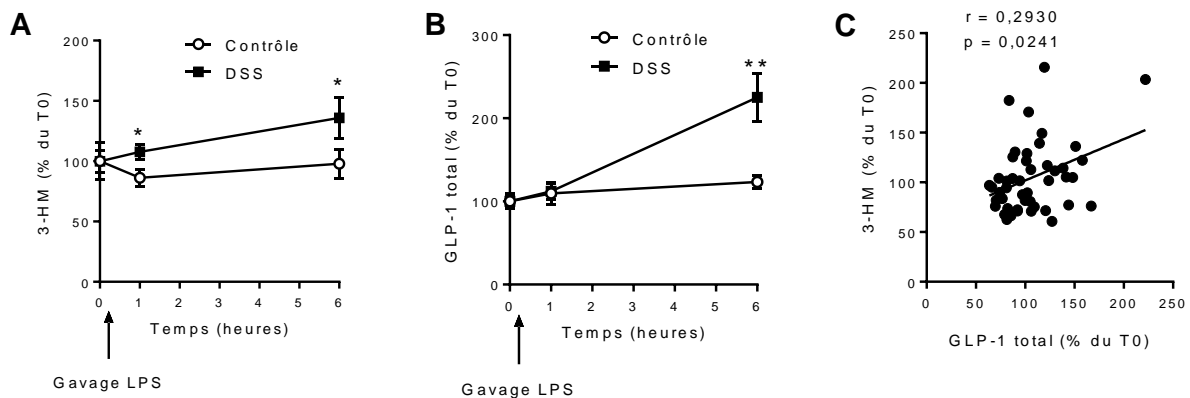 A
3-HM (% du T0)
200
150
100
50
0
Contrôle
DSS
*
*
0 1 2 3 4 5 6
Temps (heures)
Gavage LPS
B
GLP-1 total (% du T0)
300
200
100
0
Contrôle
DSS
**
0 1 2 3 4 5 6
Temps (heures)
Gavage LPS
C
r = 0,2930
p = 0,0241
3-HM (% du T0)
250
200
150
100
50
0
0 50 100 150 200 250
GLP-1 total (% du T0)